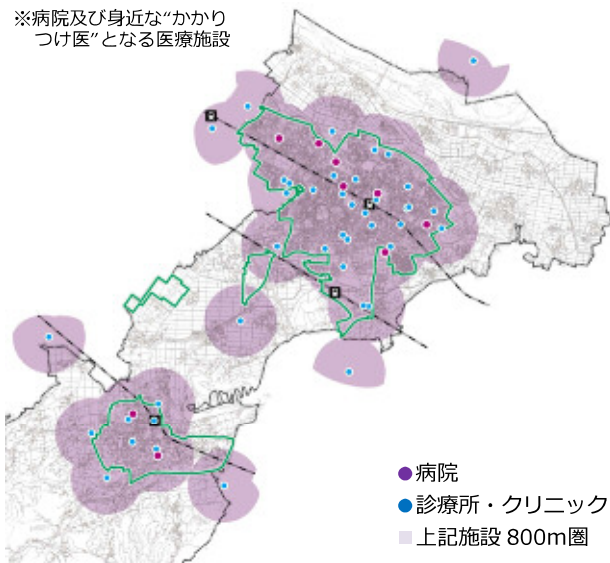 ※病院及び身近な“かかり
つけ医”となる医療施設
病院
診療所・クリニック
上記施設 800m圏